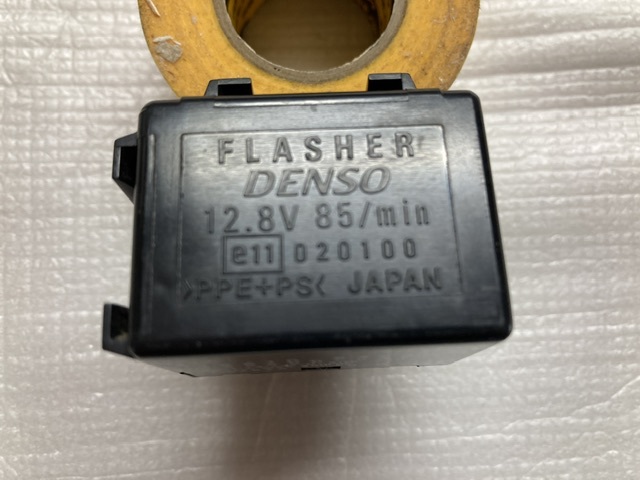 FLASHER
DENSO
12.8V 85/min
e11 020100
>PPE+PS< JAPAN